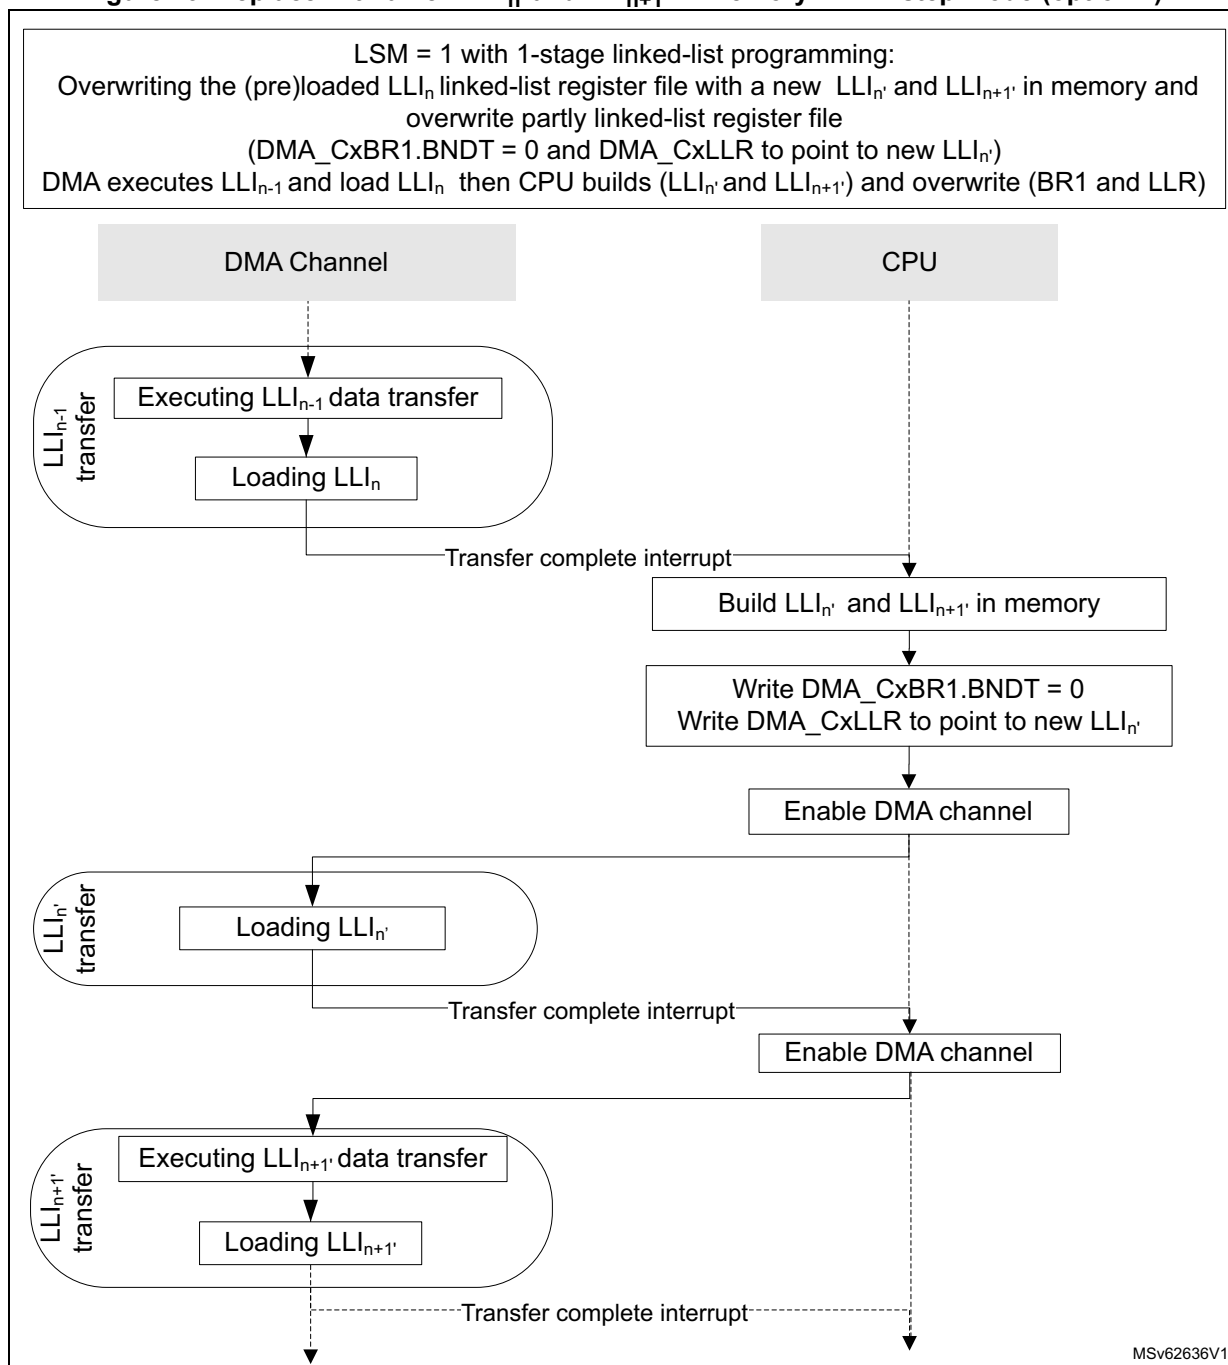 LSM = 1 with 1-stage linked-list programming:
Overwriting the (pre)loaded LLIn linked-list register file with a new LLIn' and LLIn+1' in memory and
overwrite partly linked-list register file
(DMA_CxBR1.BNDT = 0 and DMA_CxLLR to point to new LLIn')
DMA executes LLIn-1 and load LLIn then CPU builds (LLIn' and LLIn+1') and overwrite (BR1 and LLR)
DMA Channel
CPU
LLIn-1
transfer
Executing LLIn-1 data transfer
Loading LLIn
Transfer complete interrupt
Build LLIn' and LLIn+1' in memory
Write DMA_CxBR1.BNDT = 0
Write DMA_CxLLR to point to new LLIn'
Enable DMA channel
LLIn'
transfer
Loading LLIn'
Transfer complete interrupt
Enable DMA channel
LLIn+1'
transfer
Executing LLIn+1' data transfer
Loading LLIn+1'
Transfer complete interrupt
MSv62636V1